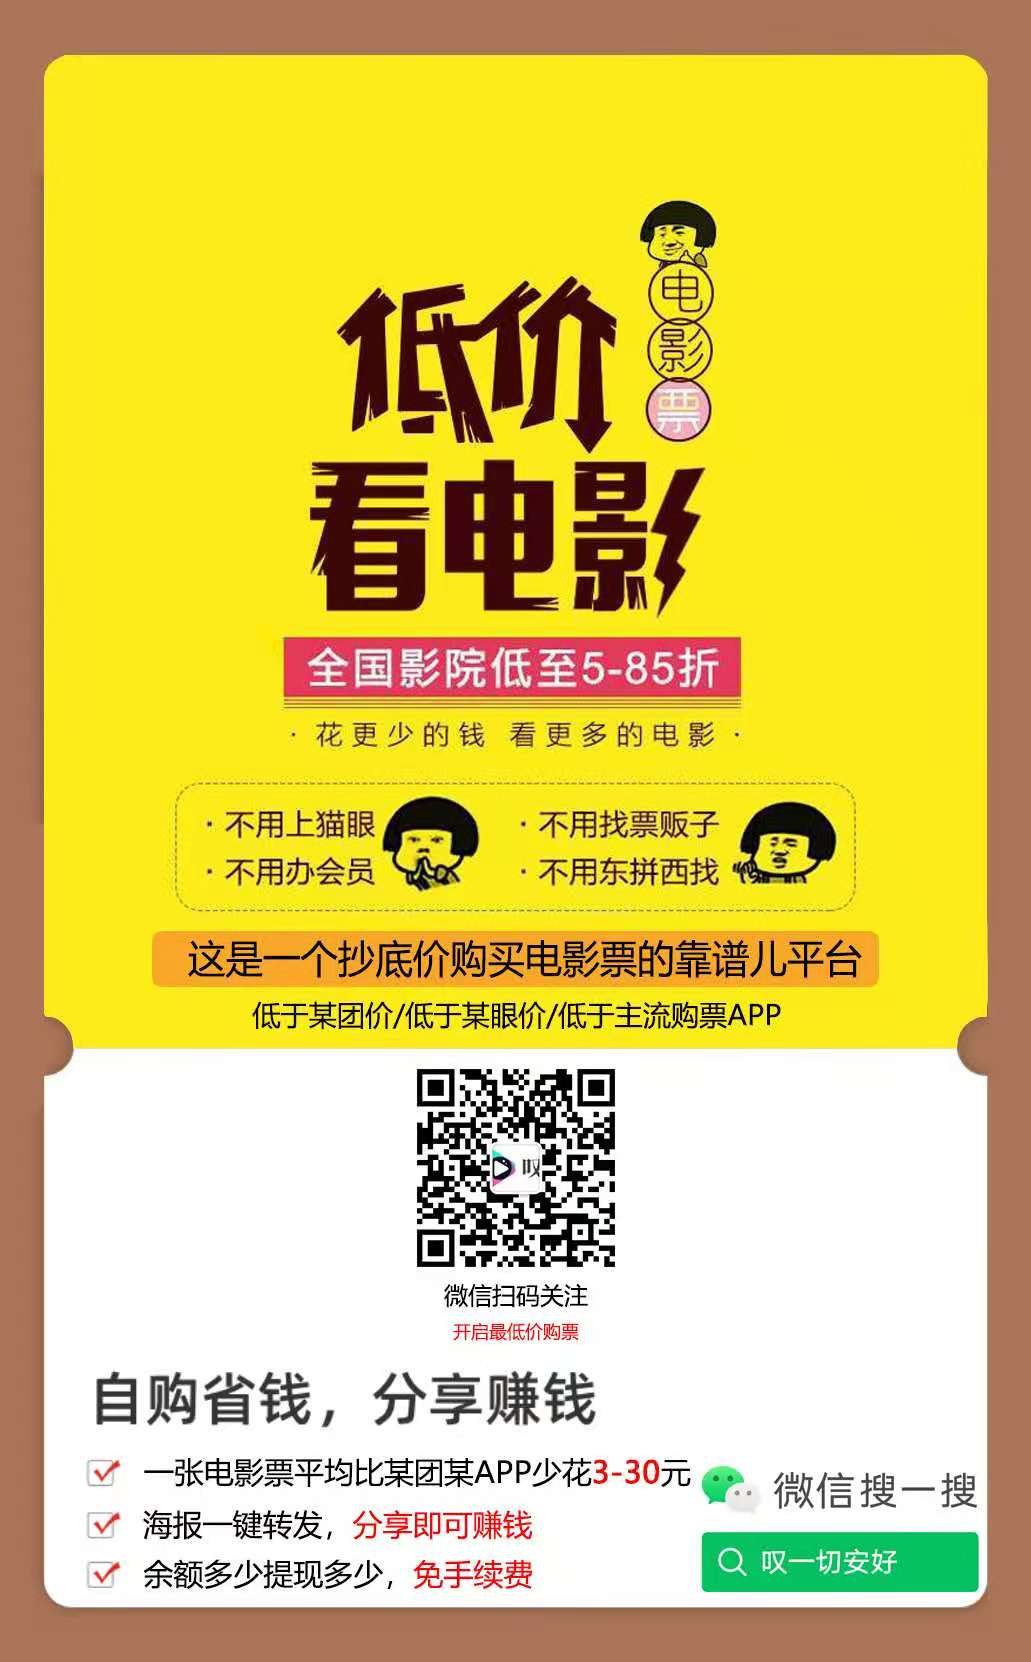 电影票
低价
看电影
全国影院低至5-85折
· 花更少的钱 看更多的电影 ·
· 不用上猫眼
· 不用找票贩子
· 不用办会员
· 不用东拼西找
这是一个抄底价购买电影票的靠谱儿平台
低于某团价/低于某眼价/低于主流购票APP
叹
微信扫码关注
开启最低价购票
自购省钱，分享赚钱
一张电影票平均比某团某APP少花3-30元
微信搜一搜
海报一键转发，分享即可赚钱
叹一切安好
余额多少提现多少，免手续费